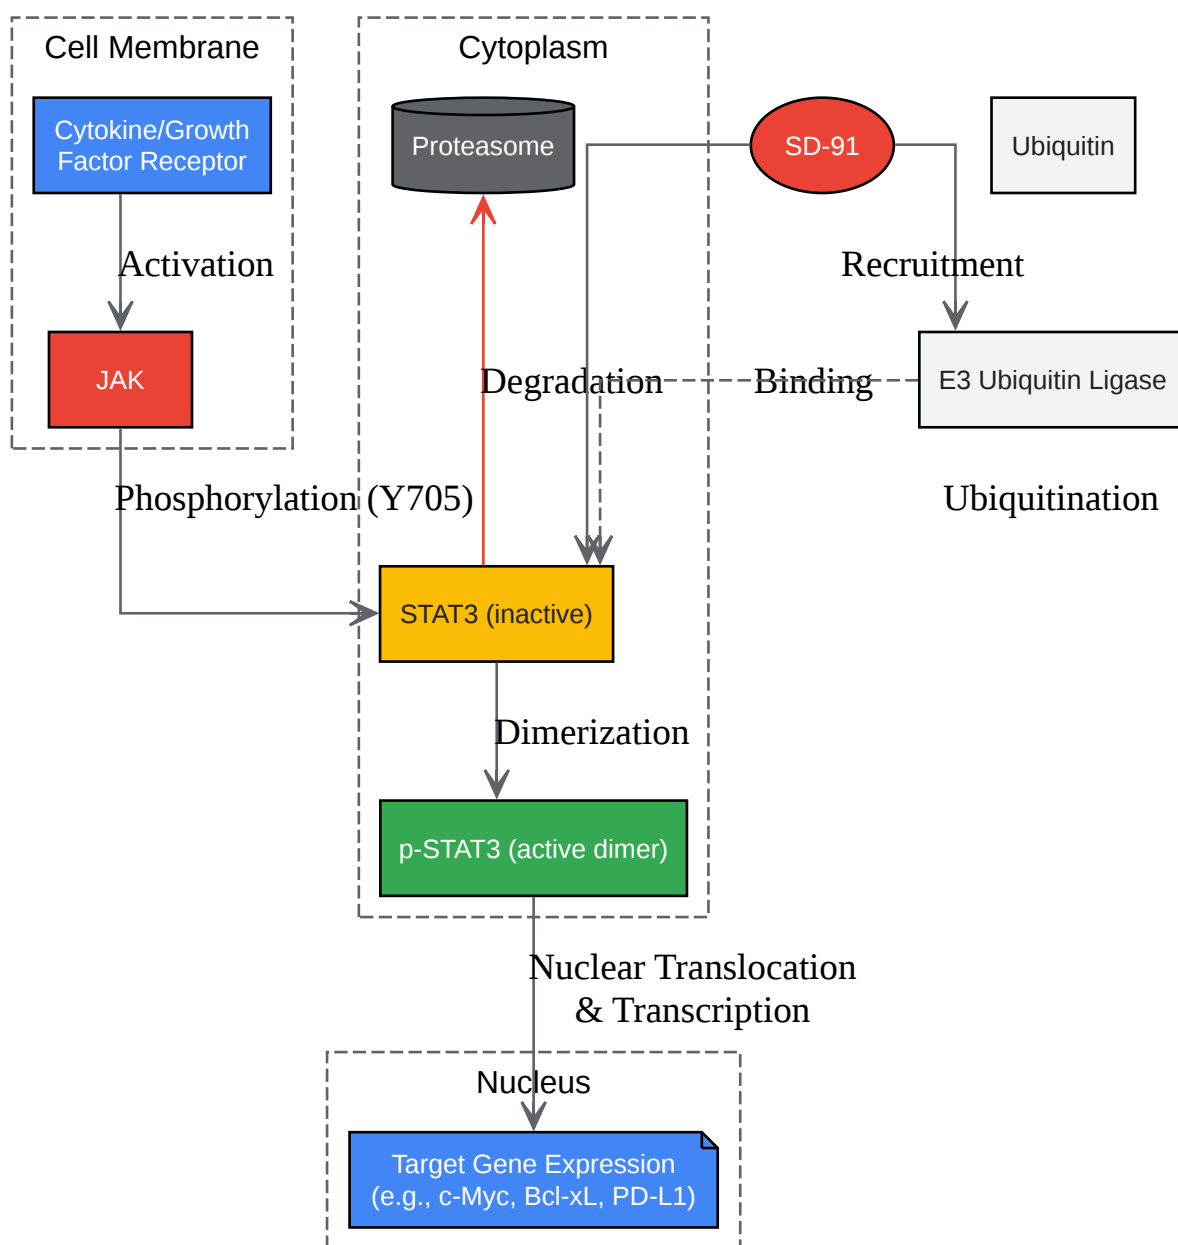 Cell Membrane
Cytoplasm
Cytokine/Growth
Factor Receptor
Proteasome
SD-91
Ubiquitin
Activation
Recruitment
JAK
Degradation
Binding
E3 Ubiquitin Ligase
Phosphorylation (Y705)
Ubiquitination
STAT3 (inactive)
Dimerization
p-STAT3 (active dimer)
Nuclear Translocation
& Transcription
Nucleus
Target Gene Expression
(e.g., c-Myc, Bcl-xL, PD-L1)